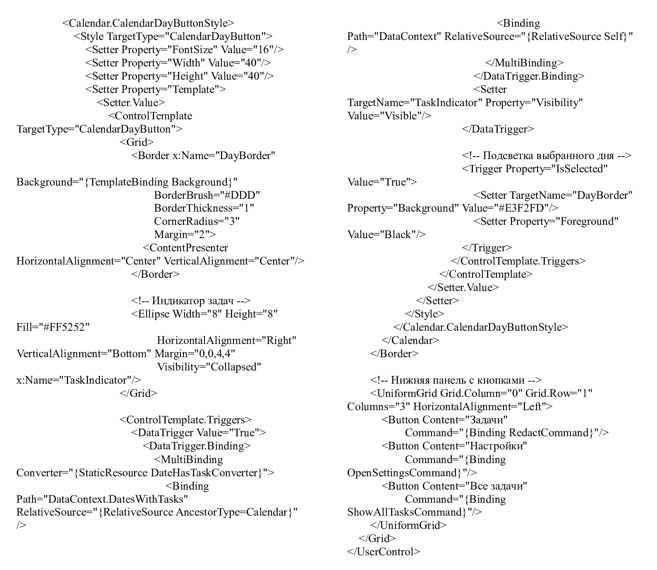 <Calendar.CalendarDayButtonStyle>
<Style TargetType="CalendarDayButton">
<Setter Property="FontSize" Value="16"/>
<Setter Property="Width" Value="40"/>
<Setter Property="Height" Value="40"/>
<Setter Property="Template">
<Setter.Value>
<ControlTemplate
TargetType="CalendarDayButton">
<Grid>
<Border x:Name="DayBorder"
Background="{TemplateBinding Background}"
BorderBrush="#DDD"
BorderThickness="1"
CornerRadius="3"
Margin="2">
<ContentPresenter
HorizontalAlignment="Center" VerticalAlignment="Center"/>
</Border>
<!-- Индикатор задач -->
<Ellipse Width="8" Height="8"
Fill="#FF5252"
HorizontalAlignment="Right"
VerticalAlignment="Bottom" Margin="0,0,4,4"
Visibility="Collapsed"
x:Name="TaskIndicator"/>
</Grid>
<ControlTemplate.Triggers>
<DataTrigger Value="True">
<DataTrigger.Binding>
<MultiBinding
Converter="{StaticResource DateHasTaskConverter}">
<Binding
Path="DataContext.DatesWithTasks"
RelativeSource="{RelativeSource AncestorType=Calendar}"
/>
<Binding
Path="DataContext" RelativeSource="{RelativeSource Self}"
/>
</MultiBinding>
</DataTrigger.Binding>
<Setter
TargetName="TaskIndicator" Property="Visibility"
Value="Visible"/>
</DataTrigger>
<!-- Подсветка выбранного дня -->
<Trigger Property="IsSelected"
Value="True">
<Setter TargetName="DayBorder"
Property="Background" Value="#E3F2FD"/>
<Setter Property="Foreground"
Value="Black"/>
</Trigger>
</ControlTemplate.Triggers>
</ControlTemplate>
</Setter.Value>
</Setter>
</Style>
</Calendar.CalendarDayButtonStyle>
</Calendar>
</Border>
<!-- Нижняя панель с кнопками -->
<UniformGrid Grid.Column="0" Grid.Row="1"
Columns="3" HorizontalAlignment="Left">
<Button Content="Задачи"
Command="{Binding RedactCommand}"/>
<Button Content="Настройки"
Command="{Binding
OpenSettingsCommand}"/>
<Button Content="Все задачи"
Command="{Binding
ShowAllTasksCommand}"/>
</UniformGrid>
</Grid>
</UserControl>